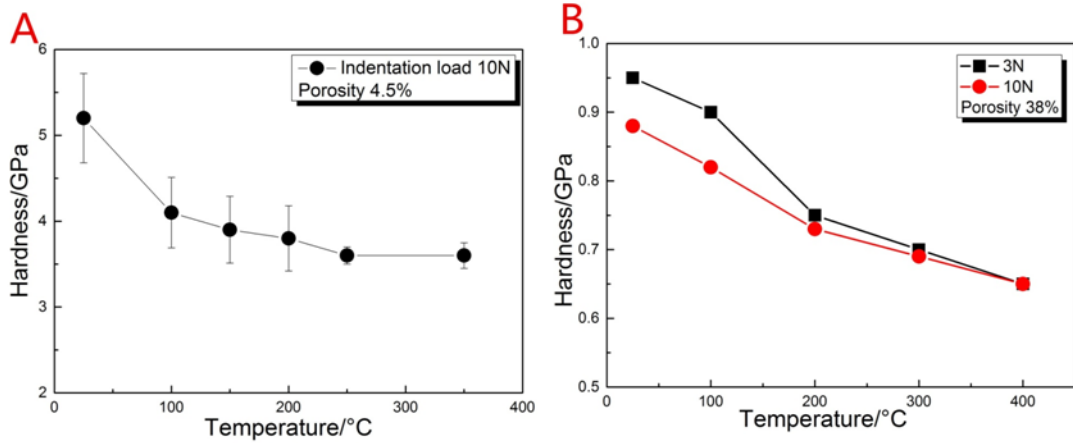 A
Hardness/GPa
6
5
4
3
2
Indentation load 10N
Porosity 4.5%
0 100 200 300 400
Temperature/°C
B
Hardness/GPa
1.0
0.9
0.8
0.7
0.6
0.5
3N
10N
Porosity 38%
0 100 200 300 400
Temperature/°C